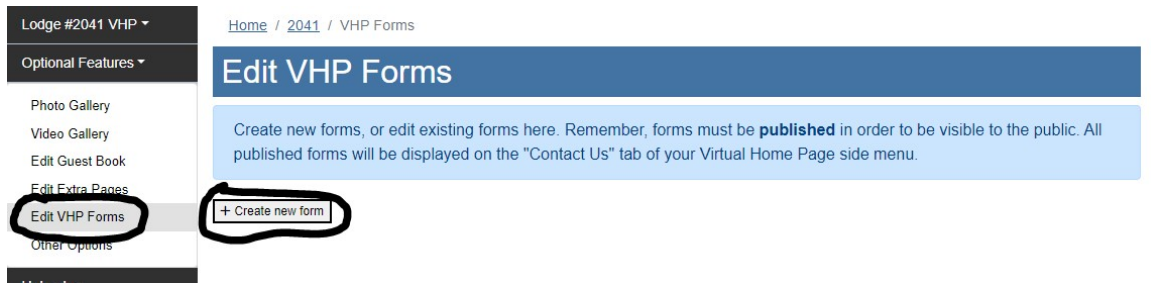 Lodge #2041 VHP
Optional Features
Photo Gallery
Video Gallery
Edit Guest Book
Edit Extra Pages
Edit VHP Forms
Other Options
Home / 2041 / VHP Forms
Edit VHP Forms
Create new forms, or edit existing forms here. Remember, forms must be published in order to be visible to the public. All
published forms will be displayed on the "Contact Us" tab of your Virtual Home Page side menu.
+ Create new form